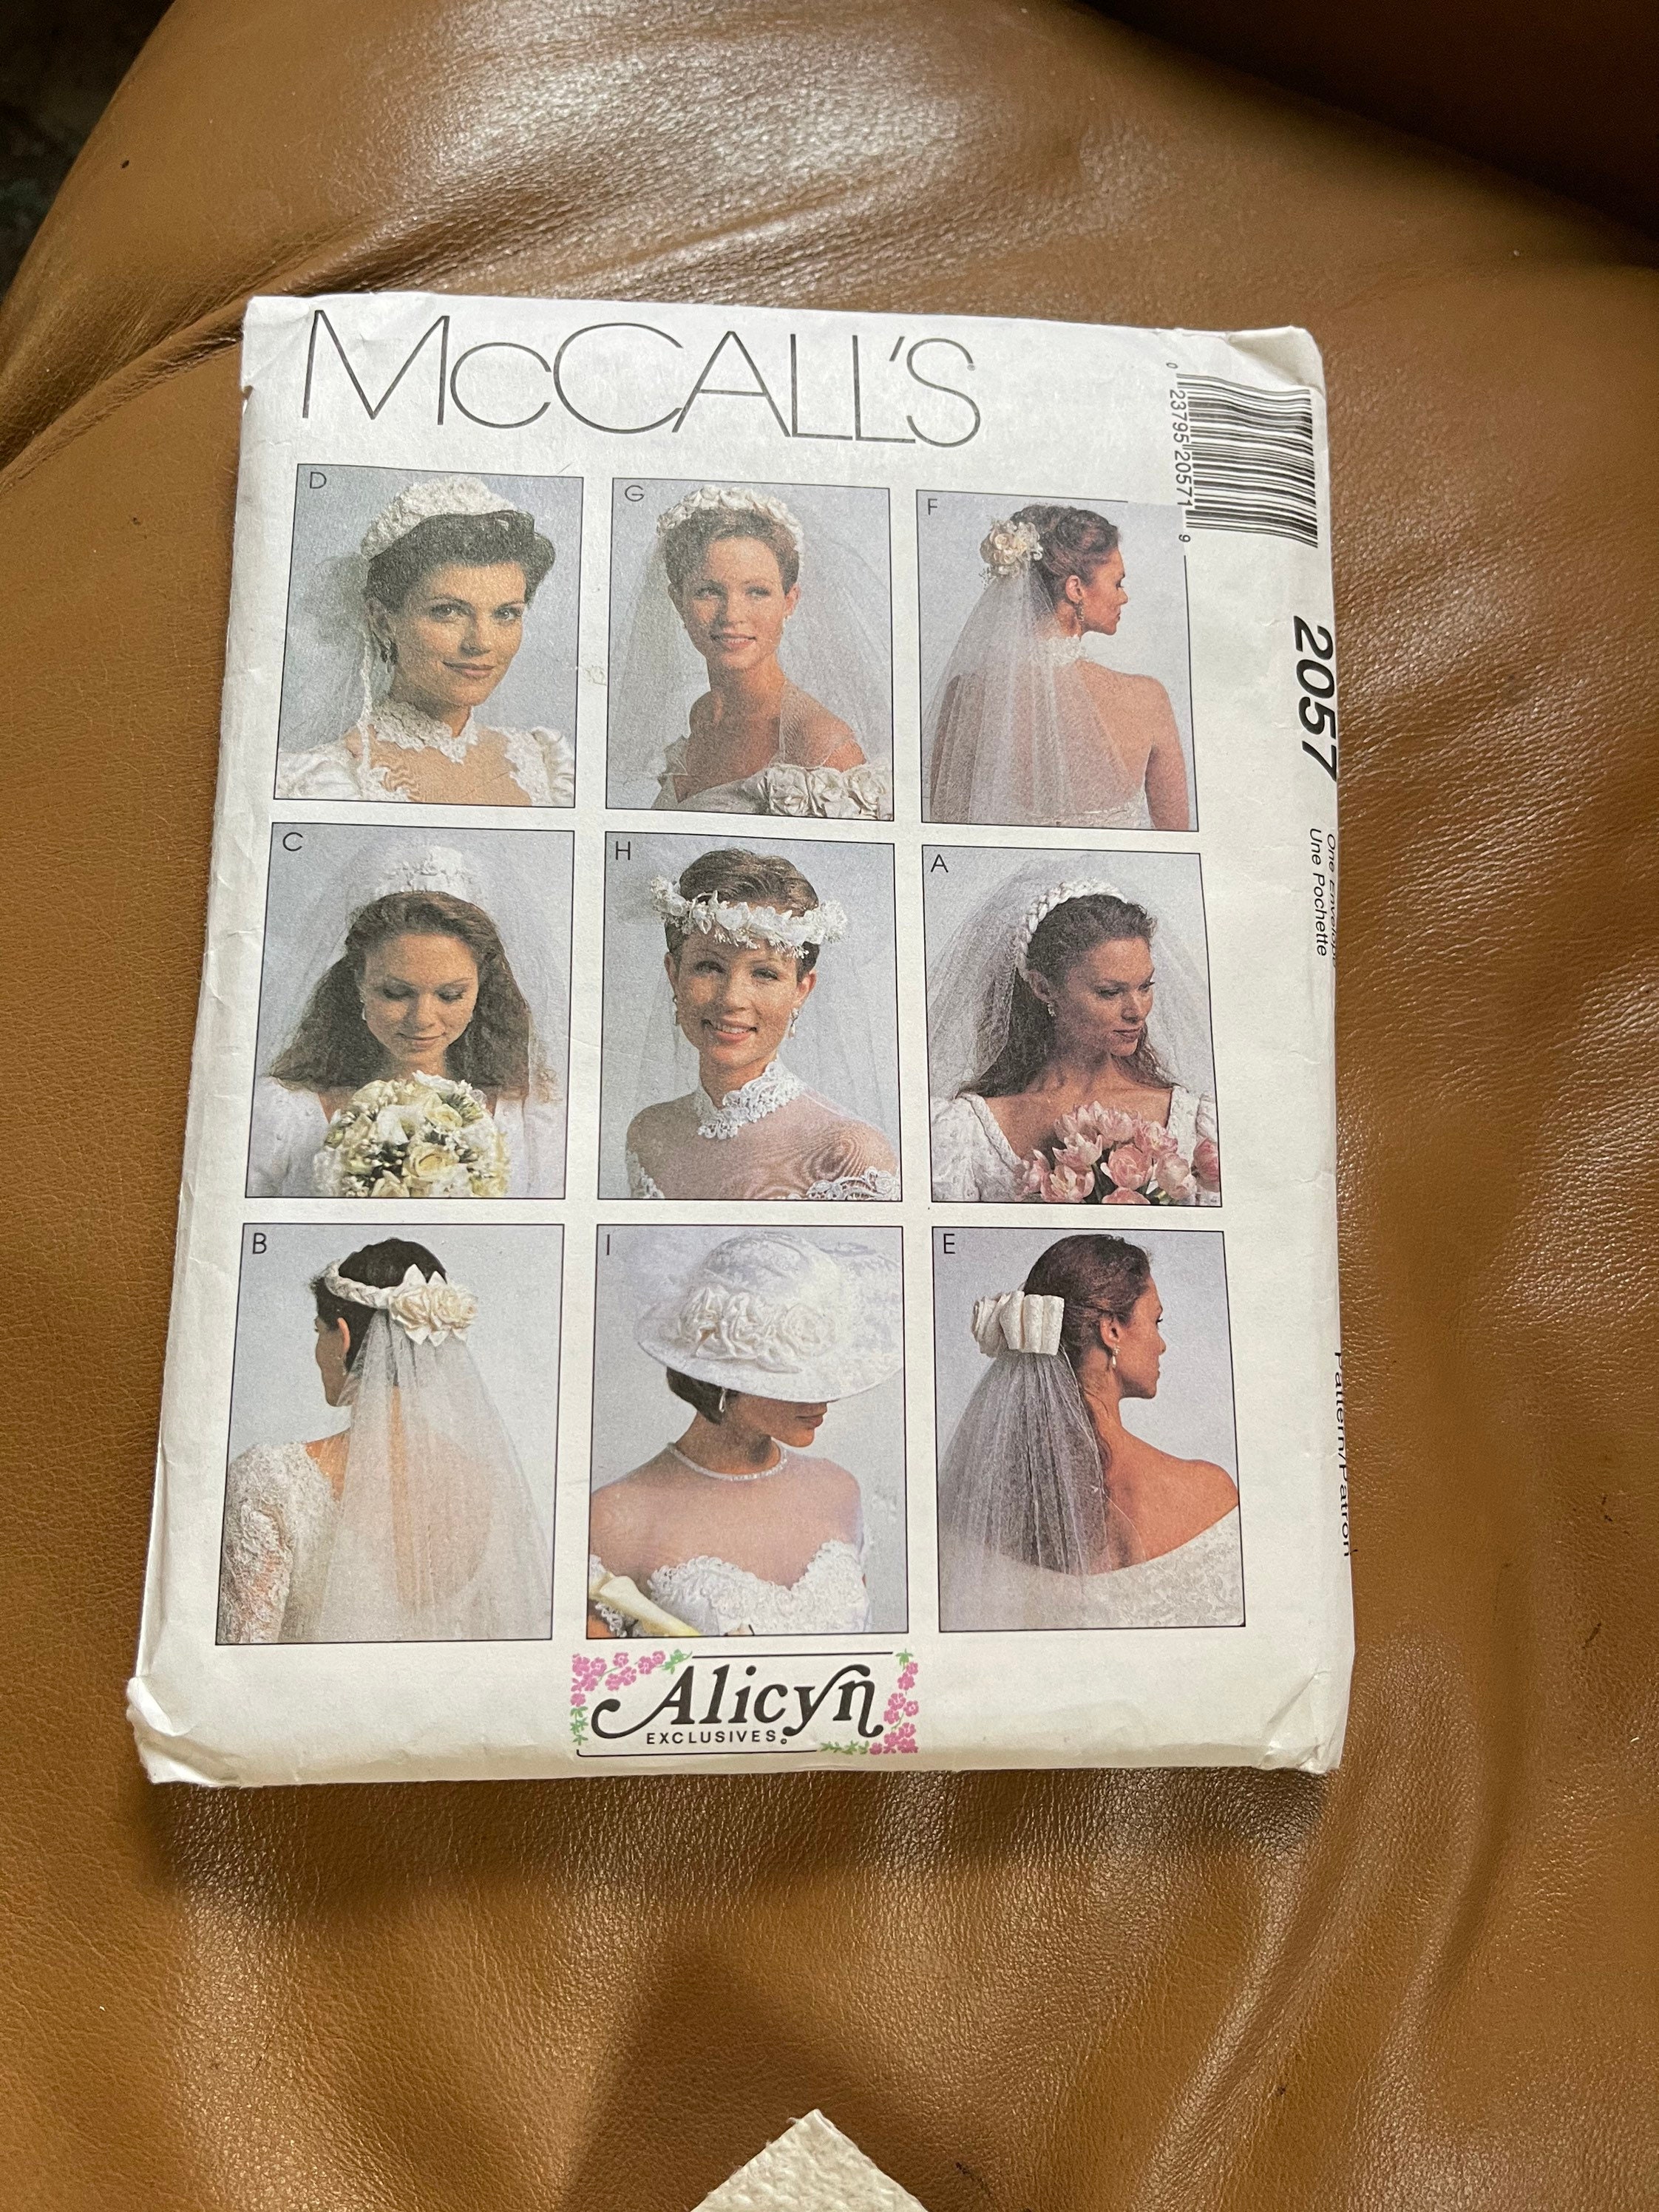 McCALL'S
0 23795 20571 9
2057
One Envelope
Une Pochette
Pattern/Patron
D
G
F
C
H
A
B
I
E
Alicyn
EXCLUSIVES